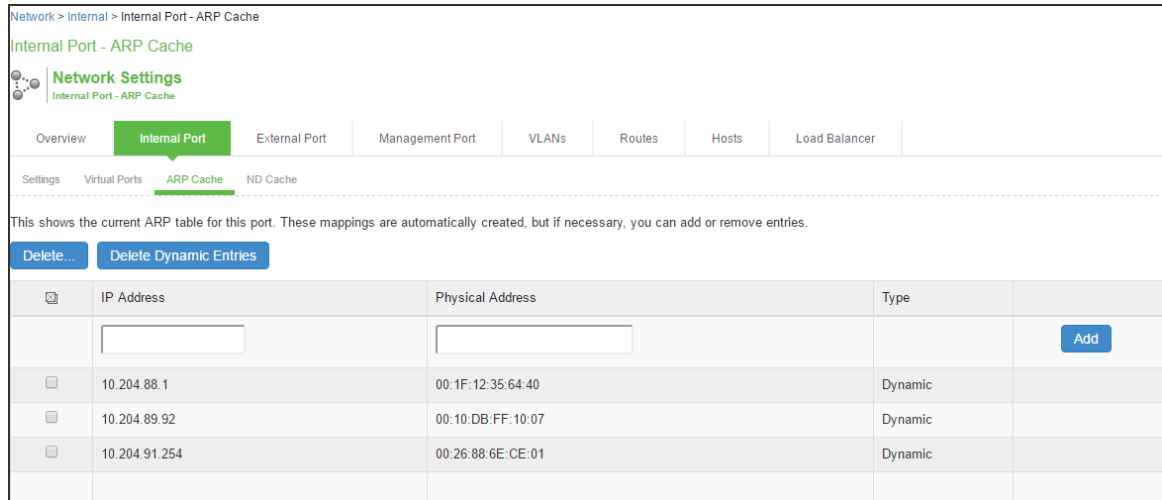 Network > Internal > Internal Port - ARP Cache
Internal Port - ARP Cache
Network Settings
Internal Port - ARP Cache
Overview Internal Port External Port Management Port VLANs Routes Hosts Load Balancer
Settings Virtual Ports ARP Cache ND Cache
This shows the current ARP table for this port. These mappings are automatically created, but if necessary, you can add or remove entries.
Delete... Delete Dynamic Entries
IP Address Physical Address Type
Add
10.204.88.1 00:1F:12:35:64:40 Dynamic
10.204.89.92 00:10:DB:FF:10:07 Dynamic
10.204.91.254 00:26:88:6E:CE:01 Dynamic